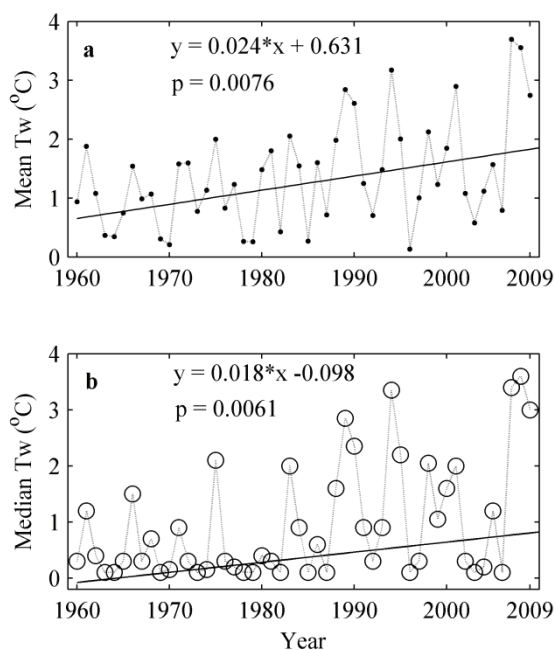 a
y = 0.024*x + 0.631
p = 0.0076
Mean Tw (°C)
4
3
2
1
0
1960 1970 1980 1990 2000 2009
b
y = 0.018*x -0.098
p = 0.0061
Median Tw (°C)
4
3
2
1
0
1960 1970 1980 1990 2000 2009
Year